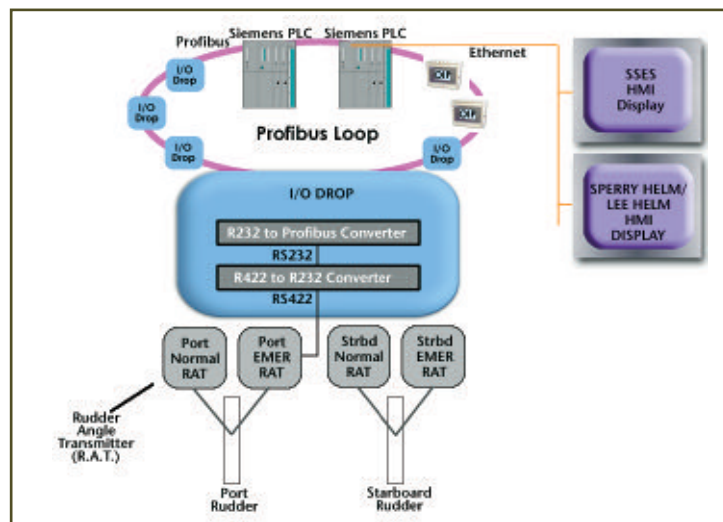 Siemens PLC Siemens PLC
Profibus
Ethernet
I/O
Drop
I/O
Drop
I/O
Drop
I/O
Drop
Profibus Loop
SSES
HMI
Display
SPERRY HELM/
LEE HELM
HMI
DISPLAY
I/O DROP
R232 to Profibus Converter
RS232
R422 to R232 Converter
RS422
Port
Normal
RAT
Port
EMER
RAT
Strbd
Normal
RAT
Strbd
EMER
RAT
Rudder
Angle
Transmitter
(R.A.T.)
Port
Rudder
Starboard
Rudder